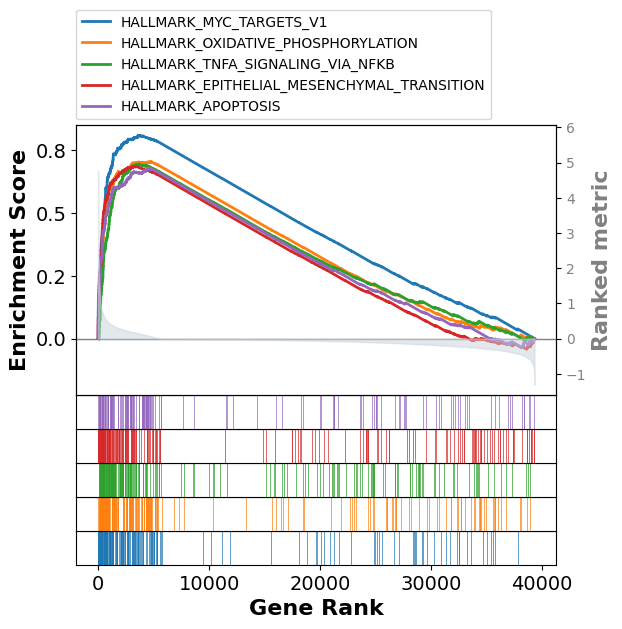 HALLMARK_MYC_TARGETS_V1
HALLMARK_OXIDATIVE_PHOSPHORYLATION
HALLMARK_TNFA_SIGNALING_VIA_NFKB
HALLMARK_EPITHELIAL_MESENCHYMAL_TRANSITION
HALLMARK_APOPTOSIS
Enrichment Score
0.8
0.5
0.2
0.0
6
5
4
3
2
1
0
−1
Ranked metric
0 10000 20000 30000 40000
Gene Rank